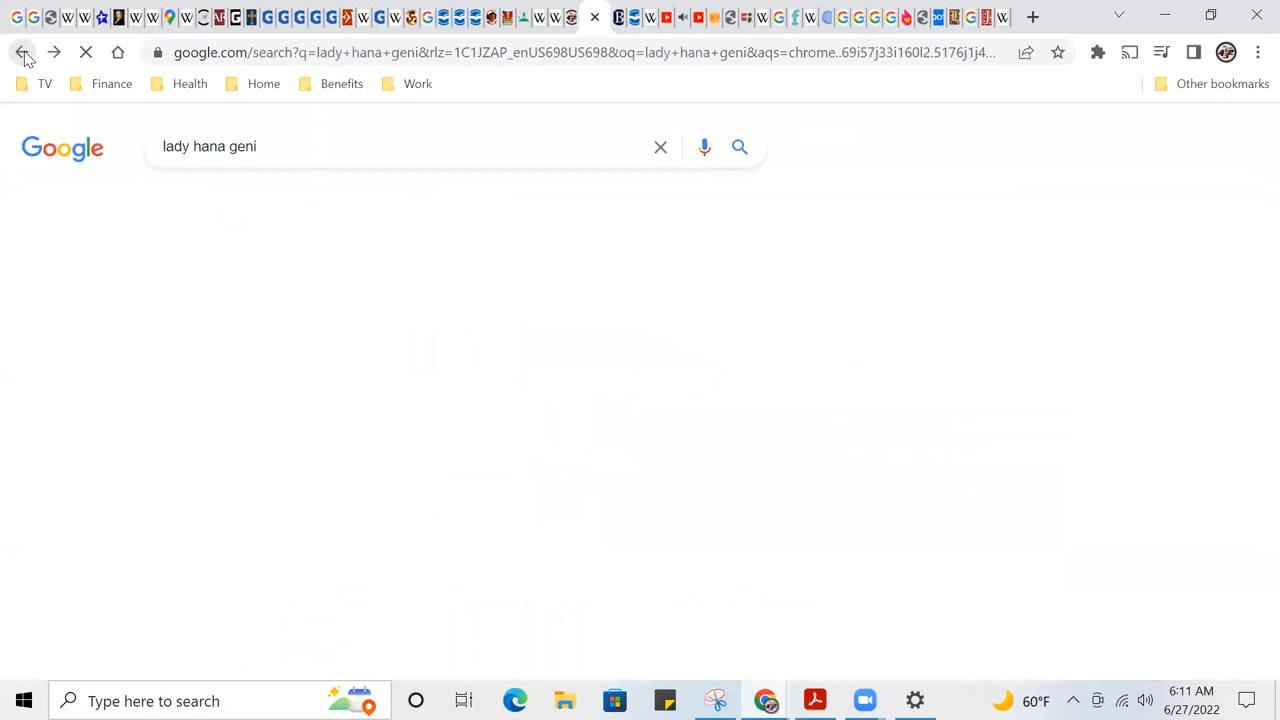 google.com/search?q=lady+hana+geni&rlz=1C1JZAP_enUS698US698&oq=lady+hana+geni&aqs=chrome..69i57j33i160l2.5176j1j4...
TV Finance Health Home Benefits Work Other bookmarks
Google lady hana geni
Type here to search 60°F 6:11 AM
6/27/2022